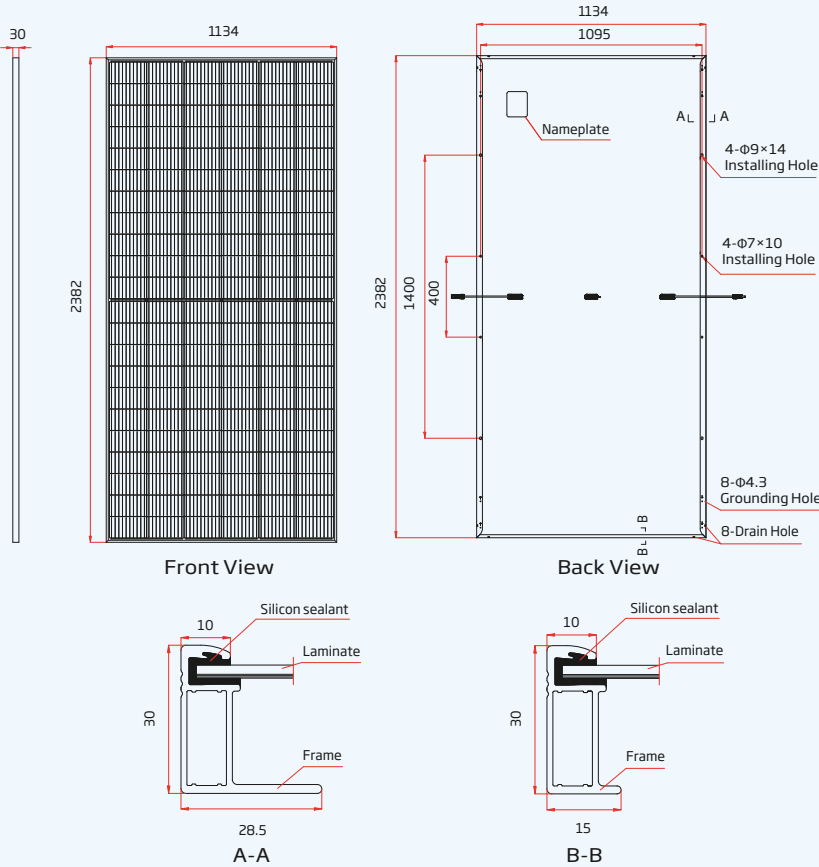 30
1134
2382
Front View
1134
1095
Nameplate
A
A
4-Φ9×14
Installing Hole
4-Φ7×10
Installing Hole
2382
1400
400
8-Φ4.3
Grounding Hole
8-Drain Hole
B
B
Back View
10
Silicon sealant
Laminate
30
Frame
28.5
A-A
10
Silicon sealant
Laminate
30
Frame
15
B-B